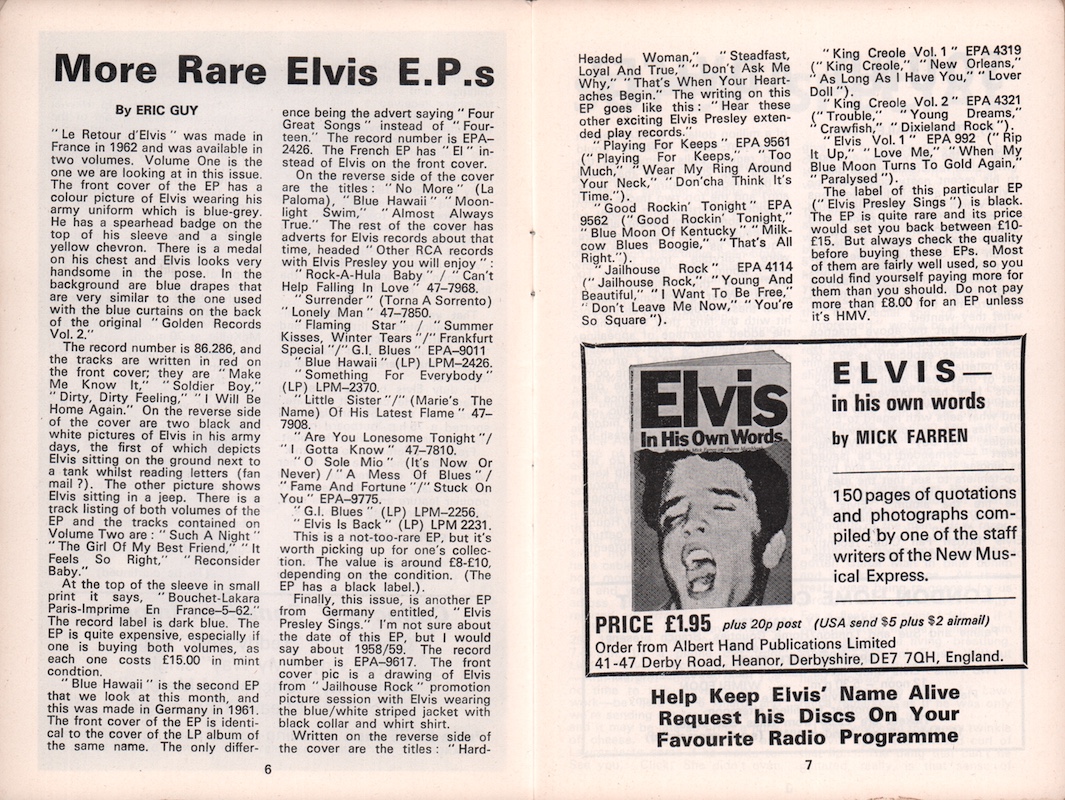 More Rare Elvis E.P.s
By ERIC GUY
" Le Retour d'Elvis " was made in
France in 1962 and was available in
two volumes. Volume One is the
one we are looking at in this issue.
The front cover of the EP has a
colour picture of Elvis wearing his
army uniform which is blue-grey.
He has a spearhead badge on the
top of his sleeve and a single
yellow chevron. There is a medal
on his chest and Elvis looks very
handsome in the pose. In the
background are blue drapes that
are very similar to the one used
with the blue curtains on the back
of the original " Golden Records
Vol. 2."
The record number is 86.286, and
the tracks are written in red on
the front cover; they are " Make
Me Know It," " Soldier Boy,"
" Dirty, Dirty Feeling," " I Will Be
Home Again." On the reverse side
of the cover are two black and
white pictures of Elvis in his army
days, the first of which depicts
Elvis sitting on the ground next to
a tank whilst reading letters (fan
mail ?). The other picture shows
Elvis sitting in a jeep. There is a
track listing of both volumes of the
EP and the tracks contained on
Volume Two are : " Such A Night "
" The Girl Of My Best Friend," " It
Feels So Right," " Reconsider
Baby."
At the top of the sleeve in small
print it says, " Bouchet-Lakara
Paris-Imprime En France–5–62."
The record label is dark blue. The
EP is quite expensive, especially if
one is buying both volumes, as
each one costs £15.00 in mint
condtion.
" Blue Hawaii " is the second EP
that we look at this month, and
this was made in Germany in 1961.
The front cover of the EP is identi-
cal to the cover of the LP album of
the same name. The only differ-
ence being the advert saying " Four
Great Songs " instead of " Four-
teen." The record number is EPA–
2426. The French EP has " El " in-
stead of Elvis on the front cover.
On the reverse side of the cover
are the titles : " No More " (La
Paloma), " Blue Hawaii " " Moon-
light Swim," " Almost Always
True." The rest of the cover has
adverts for Elvis records about that
time, headed " Other RCA records
with Elvis Presley you will enjoy " :
" Rock-A-Hula Baby " / " Can't
Help Falling In Love " 47–7968.
" Surrender " (Torna A Sorrento)
" Lonely Man " 47–7850.
" Flaming Star " / " Summer
Kisses, Winter Tears "/" Frankfurt
Special "/" G.I. Blues " EPA–9011
" Blue Hawaii " (LP) LPM–2426.
" Something For Everybody "
(LP) LPM–2370.
" Little Sister "/" (Marie's The
Name) Of His Latest Flame " 47–
7908.
" Are You Lonesome Tonight "/
" I Gotta Know " 47–7810.
" O Sole Mio " (It's Now Or
Never) / " A Mess Of Blues " /
" Fame And Fortune "/" Stuck On
You " EPA–9775.
" G.I. Blues " (LP) LPM–2256.
" Elvis Is Back " (LP) LPM 2231.
This is a not-too-rare EP, but it's
worth picking up for one's collec-
tion. The value is around £8-£10,
depending on the condition. (The
EP has a black label.).
Finally, this issue, is another EP
from Germany entitled, " Elvis
Presley Sings." I'm not sure about
the date of this EP, but I would
say about 1958/59. The record
number is EPA–9617. The front
cover pic is a drawing of Elvis
from " Jailhouse Rock " promotion
picture session with Elvis wearing
the blue/white striped jacket with
black collar and whirt shirt.
Written on the reverse side of
the cover are the titles : " Hard-
6
Headed Woman," " Steadfast,
Loyal And True," " Don't Ask Me
Why," " That's When Your Heart-
aches Begin." The writing on this
EP goes like this : " Hear these
other exciting Elvis Presley exten-
ded play records."
" Playing For Keeps " EPA 9561
(" Playing For Keeps," " Too
Much," " Wear My Ring Around
Your Neck," " Don'cha Think It's
Time.").
" Good Rockin' Tonight " EPA
9562 (" Good Rockin' Tonight,"
" Blue Moon Of Kentucky " " Milk-
cow Blues Boogie," " That's All
Right.").
" Jailhouse Rock " EPA 4114
(" Jailhouse Rock," " Young And
Beautiful," " I Want To Be Free,"
" Don't Leave Me Now," " You're
So Square ").
" King Creole Vol. 1 " EPA 4319
(" King Creole," " New Orleans,"
" As Long As I Have You," " Lover
Doll ").
" King Creole Vol. 2 " EPA 4321
(" Trouble," " Young Dreams,"
" Crawfish," " Dixieland Rock ").
" Elvis Vol. 1 " EPA 992 (" Rip
It Up," " Love Me," " When My
Blue Moon Turns To Gold Again,"
" Paralysed ").
The label of this particular EP
(" Elvis Presley Sings ") is black.
The EP is quite rare and its price
would set you back between £10-
£15. But always check the quality
before buying these EPs. Most
of them are fairly well used, so you
could find yourself paying more for
them than you should. Do not pay
more than £8.00 for an EP unless
it's HMV.
Elvis
In His Own Words
ELVIS—
in his own words
by MICK FARREN
150 pages of quotations
and photographs com-
piled by one of the staff
writers of the New Mus-
ical Express.
PRICE £1.95 plus 20p post (USA send $5 plus $2 airmail)
Order from Albert Hand Publications Limited
41-47 Derby Road, Heanor, Derbyshire, DE7 7QH, England.
Help Keep Elvis' Name Alive
Request his Discs On Your
Favourite Radio Programme
7